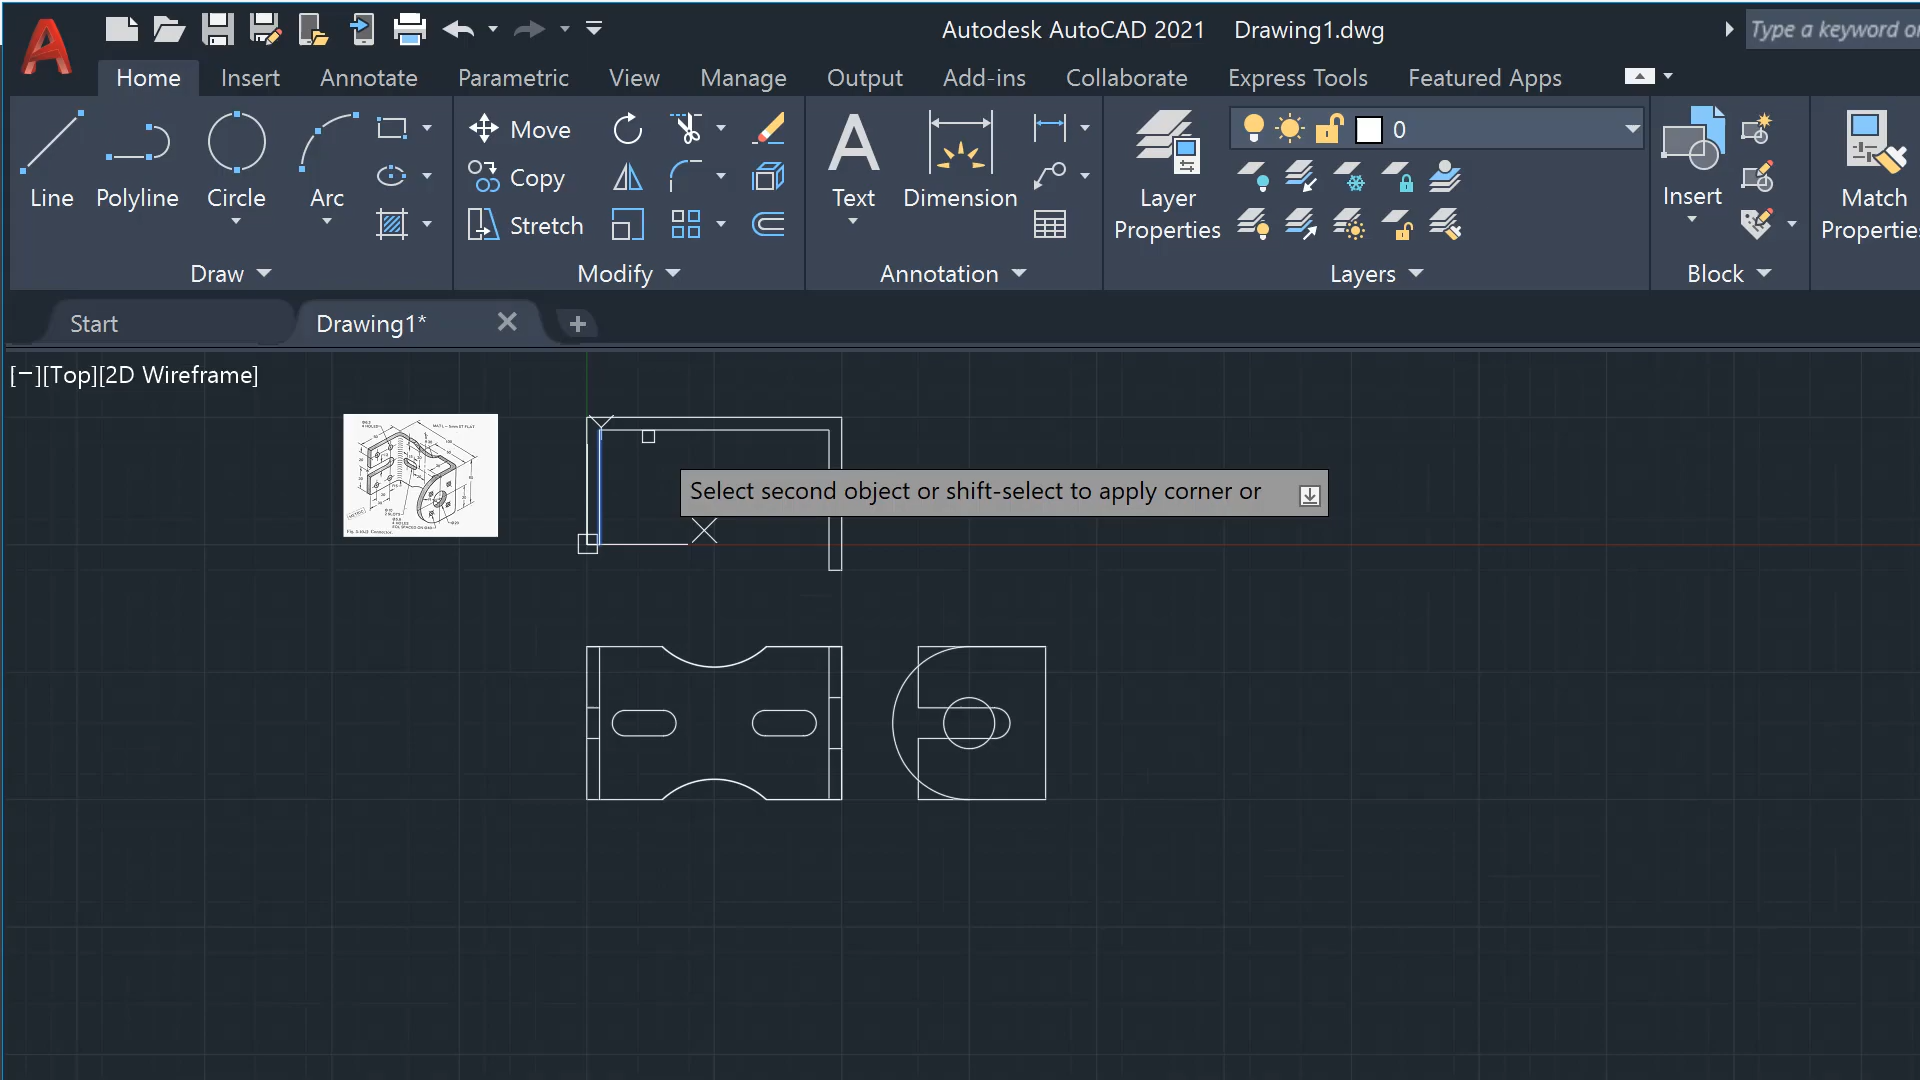 Autodesk AutoCAD 2021 Drawing1.dwg
Type a keyword or
Home Insert Annotate Parametric View Manage Output Add-ins Collaborate Express Tools Featured Apps
Line Polyline Circle Arc
Move
Copy
Stretch
Text Dimension
Layer
Properties
0
Insert
Match
Properties
Draw Modify Annotation Layers Block
Start Drawing1*
[−][Top][2D Wireframe]
Select second object or shift-select to apply corner or